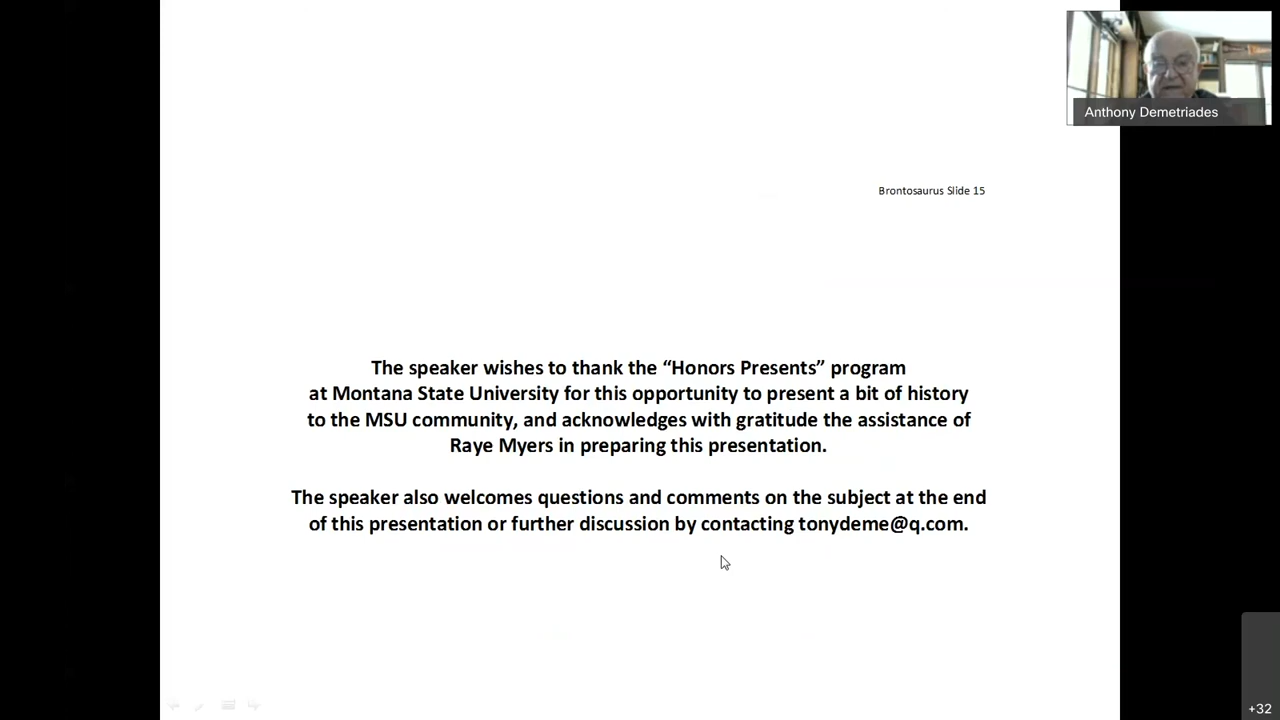 Anthony Demetriades
Brontosaurus Slide 15
The speaker wishes to thank the “Honors Presents” program
at Montana State University for this opportunity to present a bit of history
to the MSU community, and acknowledges with gratitude the assistance of
Raye Myers in preparing this presentation.
The speaker also welcomes questions and comments on the subject at the end
of this presentation or further discussion by contacting tonydeme@q.com.
+32